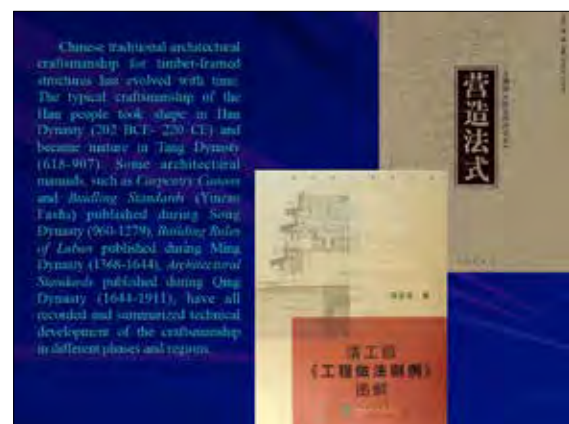 Chinese traditional architectural
craftsmanship for timber-framed
structures has evolved with time.
The typical craftsmanship of the
Han people took shape in Han
Dynasty (202 BCE- 220 CE) and
became mature in Tang Dynasty
(618-907). Some architectural
manuals, such as Carpentry Canons
and Buidling Standards (Yinzao
Fashi) published during Song
Dynasty (960-1279), Building Rules
of Luban published during Ming
Dynasty (1368-1644), Architectural
Standards published during Qing
Dynasty (1644-1911), have all
recorded and summarized technical
development of the craftsmanship
in different phases and regions.
营造法式
清工部
《工程做法则例》
图解